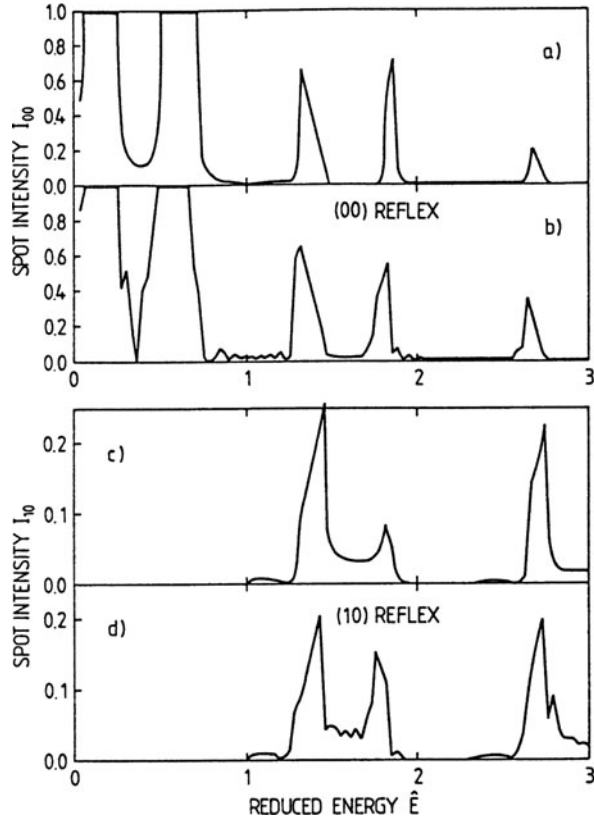 1.0
0.8
0.6
0.4
0.2
0.0
a)
SPOT INTENSITY I₀₀
(00) REFLEX
0.8
0.6
0.4
0.2
0.0
b)
0 1 2 3
0.2
0.1
0.0
c)
SPOT INTENSITY I₁₀
(10) REFLEX
0.2
0.1
0.0
d)
0 1 2 3
REDUCED ENERGY Ê